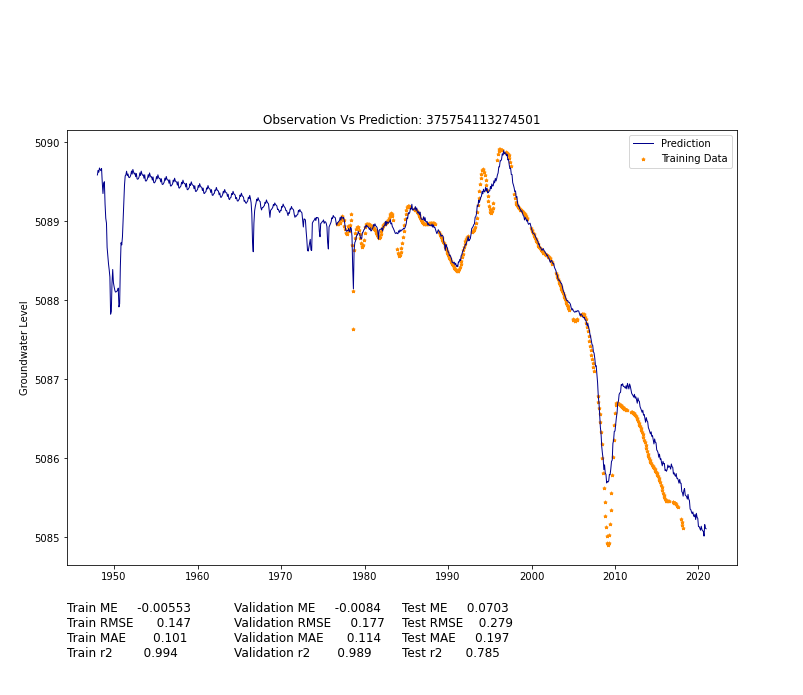 Observation Vs Prediction: 375754113274501
Prediction
Training Data
Groundwater Level
5090
5089
5088
5087
5086
5085
1950 1960 1970 1980 1990 2000 2010 2020
Train ME -0.00553 Validation ME -0.0084 Test ME 0.0703
Train RMSE 0.147 Validation RMSE 0.177 Test RMSE 0.279
Train MAE 0.101 Validation MAE 0.114 Test MAE 0.197
Train r2 0.994 Validation r2 0.989 Test r2 0.785